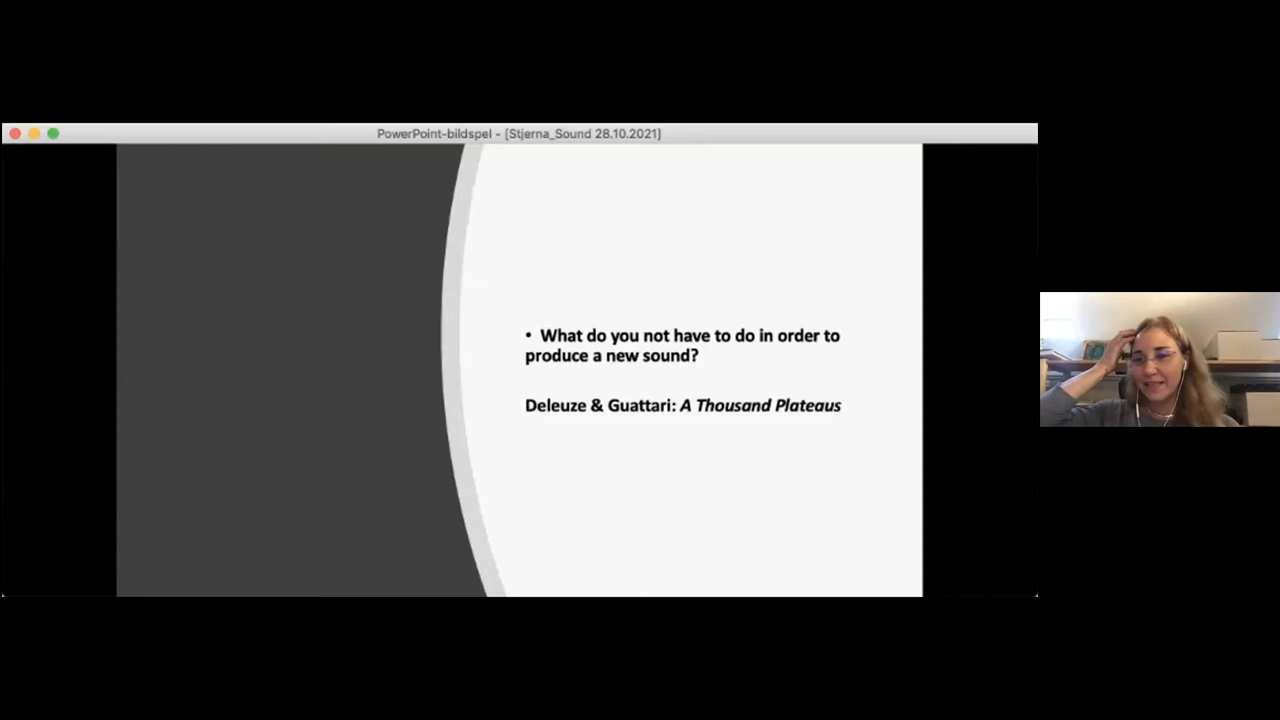 PowerPoint-bildspel - [Stjerna_Sound 28.10.2021]
• What do you not have to do in order to
produce a new sound?
Deleuze & Guattari: A Thousand Plateaus